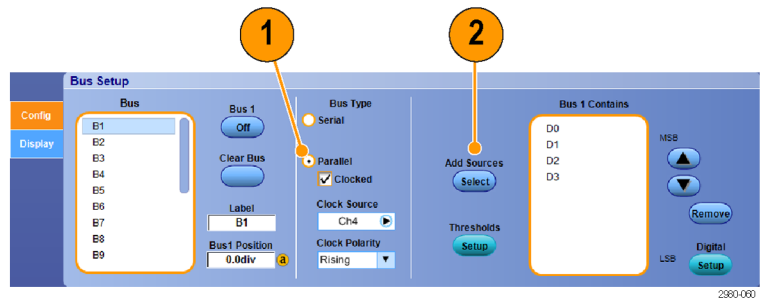 1
2
Bus Setup
Config
Display
Bus
B1
B2
B3
B4
B5
B6
B7
B8
B9
Bus 1
Off
Clear Bus
Label
B1
Bus1 Position
0.0div
a
Bus Type
Serial
Parallel
Clocked
Clock Source
Ch4
Clock Polarity
Rising
Add Sources
Select
Thresholds
Setup
Bus 1 Contains
D0
D1
D2
D3
MSB
Remove
LSB
Digital
Setup
2980-060